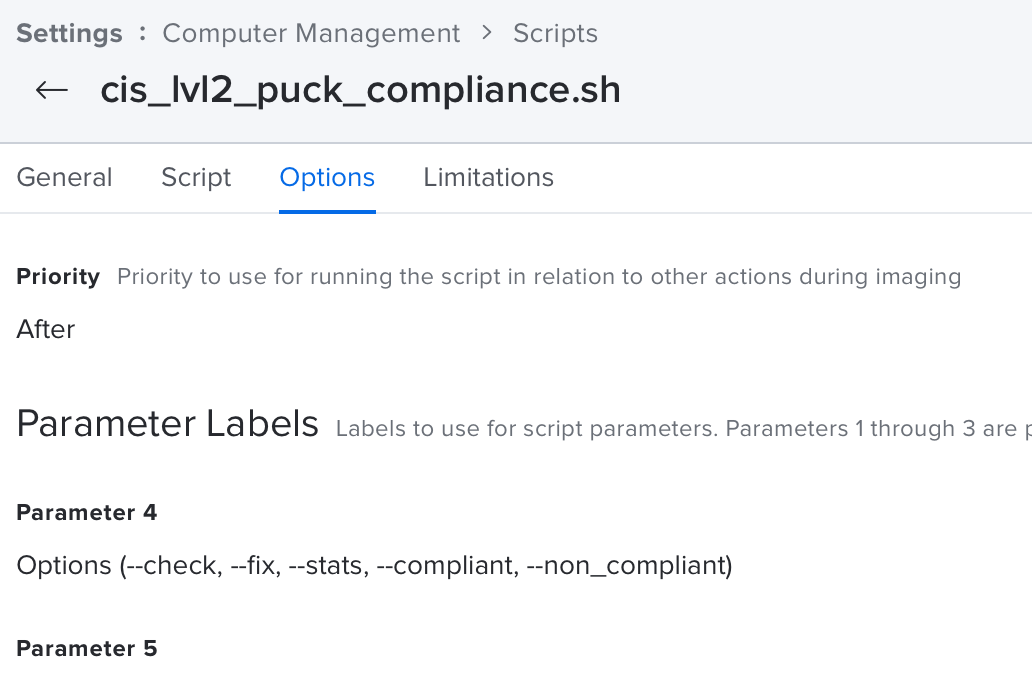 Settings : Computer Management > Scripts
← cis_lvl2_puck_compliance.sh
General Script Options Limitations
Priority Priority to use for running the script in relation to other actions during imaging
After
Parameter Labels Labels to use for script parameters. Parameters 1 through 3 are
Parameter 4
Options (--check, --fix, --stats, --compliant, --non_compliant)
Parameter 5